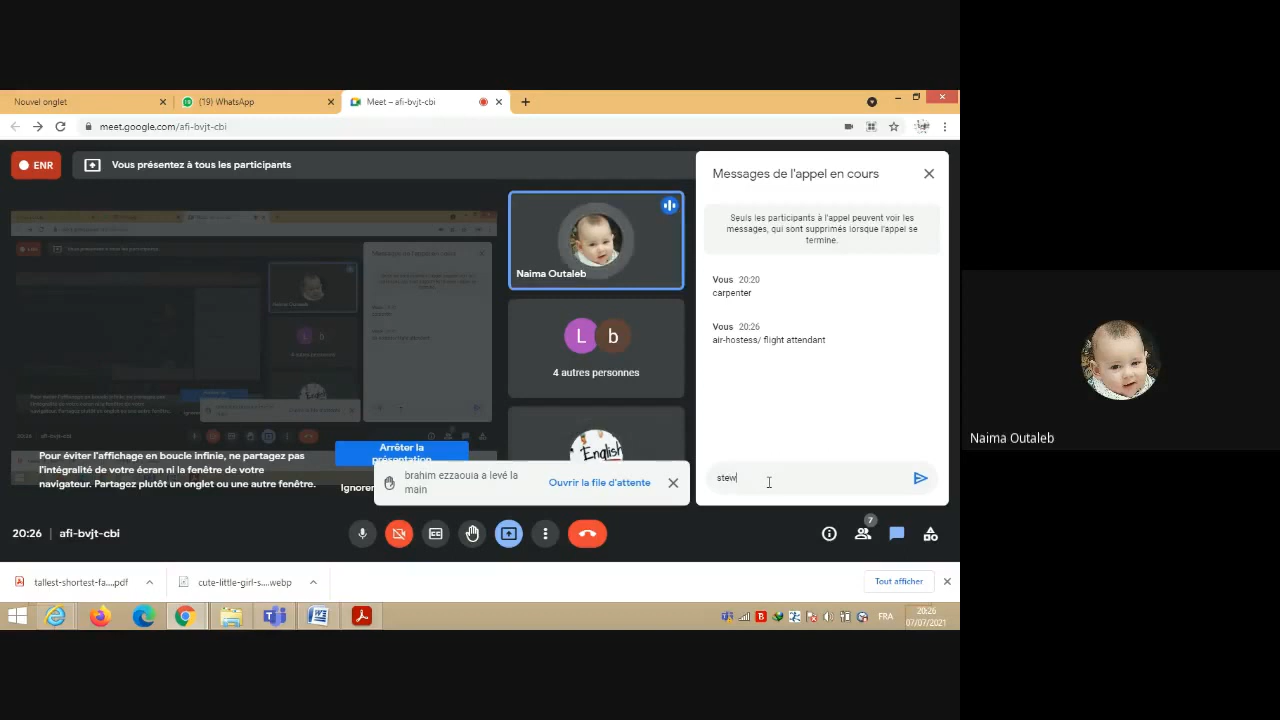 Nouvel onglet
(19) WhatsApp
Meet – afi-bvjt-cbi
meet.google.com/afi-bvjt-cbi
ENR
Vous présentez à tous les participants
Messages de l'appel en cours
Seuls les participants à l'appel peuvent voir les
messages, qui sont supprimés lorsque l'appel se
termine.
Vous 20:20
carpenter
Vous 20:26
air-hostess/ flight attendant
stew
Naima Outaleb
L b
4 autres personnes
English
Pour éviter l'affichage en boucle infinie, ne partagez pas
l'intégralité de votre écran ni la fenêtre de votre
navigateur. Partagez plutôt un onglet ou une autre fenêtre.
Arrêter la
présentation
Ignorer
brahim ezzaouia a levé la
main
Ouvrir la file d'attente
20:26 afi-bvjt-cbi
7
tallest-shortest-fa....pdf
cute-little-girl-s....webp
Tout afficher
FRA
20:26
07/07/2021
Naima Outaleb